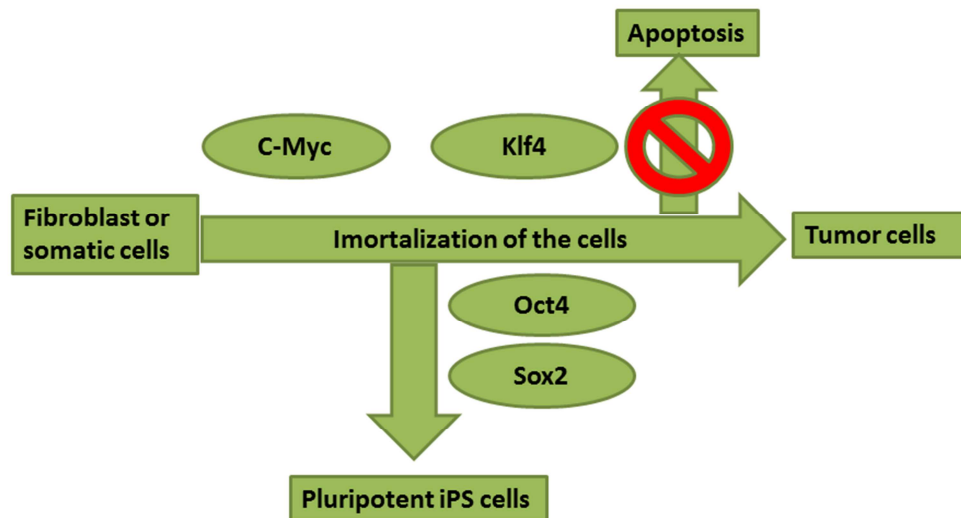 Apoptosis
C-Myc
Klf4
Fibroblast or
somatic cells
Imortalization of the cells
Tumor cells
Oct4
Sox2
Pluripotent iPS cells